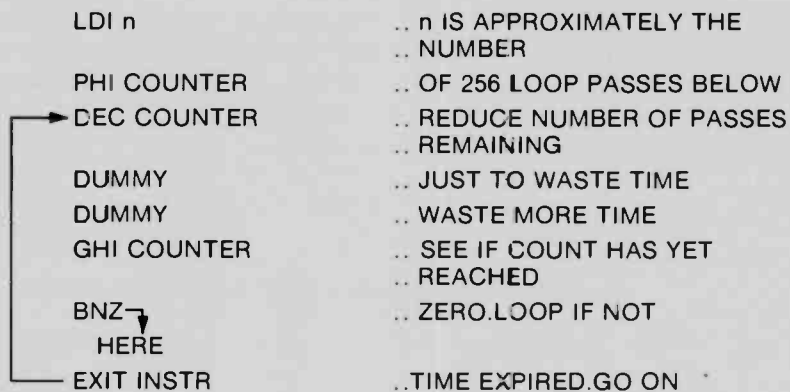 LDI n .. n IS APPROXIMATELY THE
.. NUMBER
PHI COUNTER .. OF 256 LOOP PASSES BELOW
DEC COUNTER .. REDUCE NUMBER OF PASSES
.. REMAINING
DUMMY .. JUST TO WASTE TIME
DUMMY .. WASTE MORE TIME
GHI COUNTER .. SEE IF COUNT HAS YET
.. REACHED
BNZ .. ZERO.LOOP IF NOT
HERE
EXIT INSTR ..TIME EXPIRED.GO ON